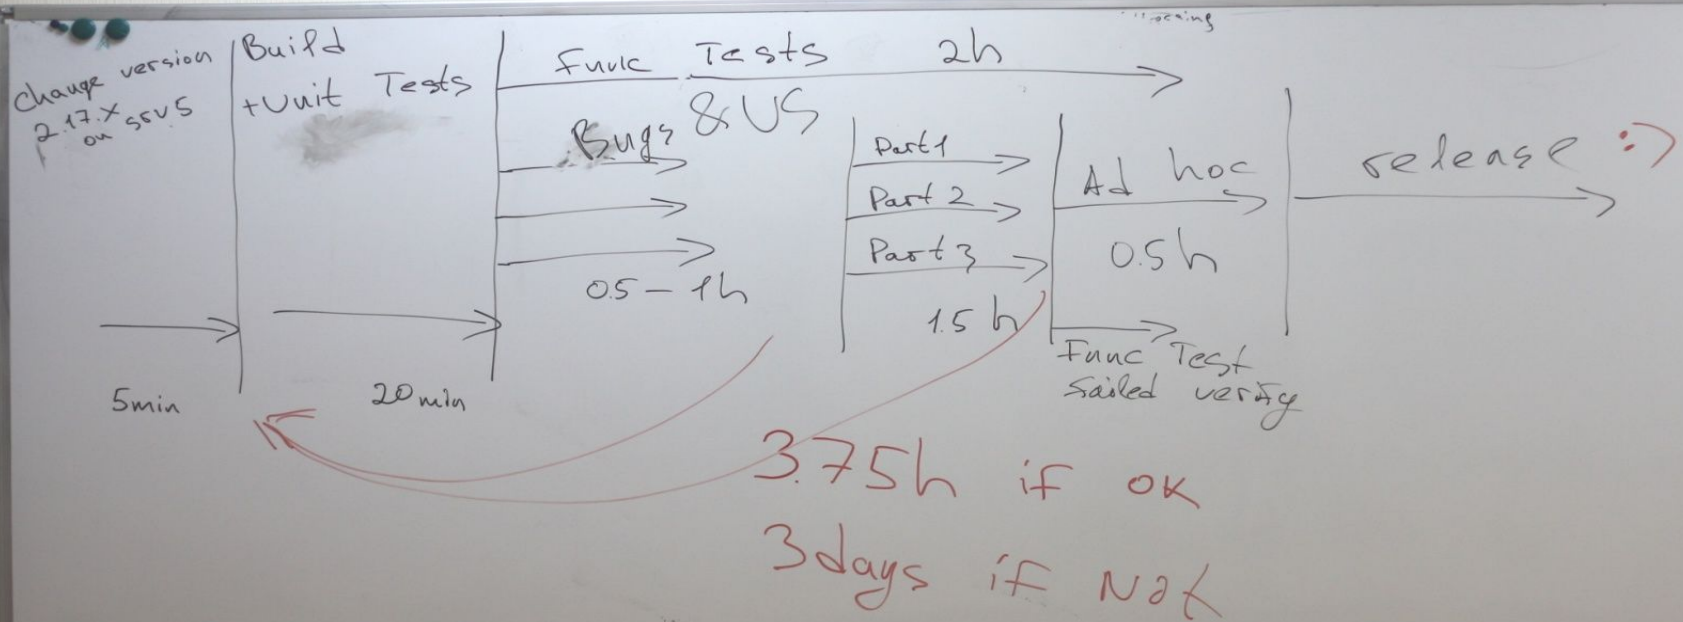 Change version
2.17.X
on SSV5
Build
+Unit Tests
Func Tests 2h
& US
Bugs
0.5 – 1h
Part 1
Part 2
Part 3
1.5 h
Ad hoc
0.5h
Func Test
failed verify
release :)
5min
20min
3.75h if ok
3days if Not